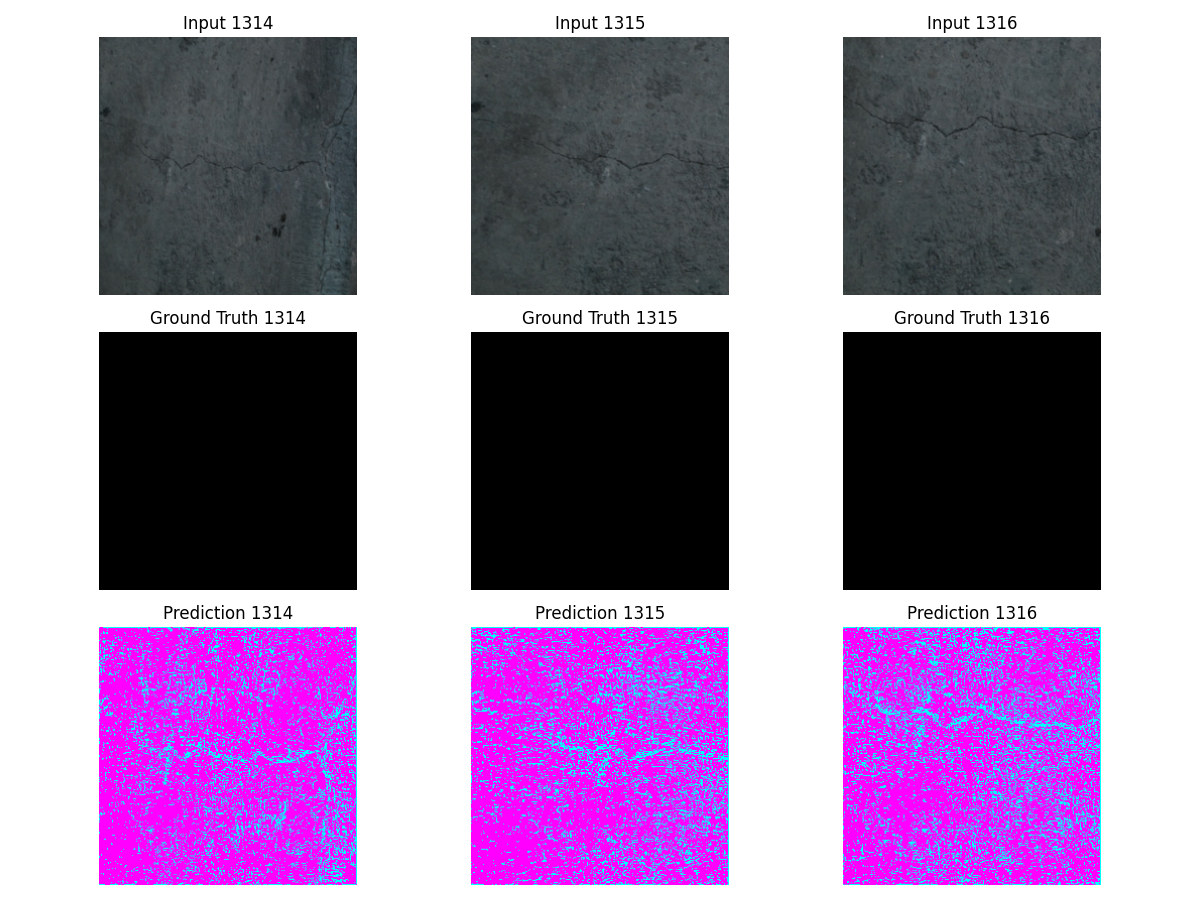 Input 1314
Input 1315
Input 1316
Ground Truth 1314
Ground Truth 1315
Ground Truth 1316
Prediction 1314
Prediction 1315
Prediction 1316